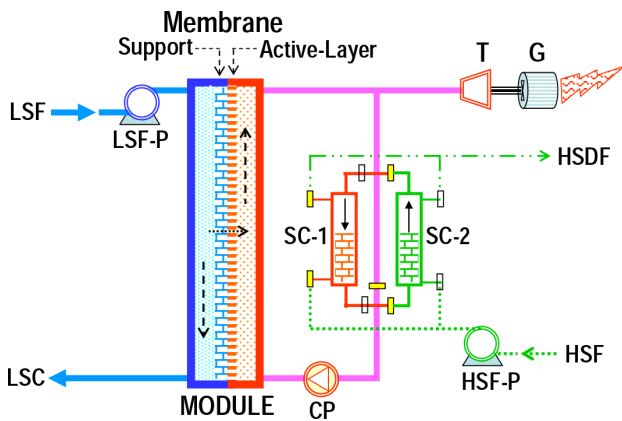 Membrane
Support
Active-Layer
T
G
LSF
LSF-P
HSDF
SC-1
SC-2
HSF
HSF-P
LSC
MODULE
CP